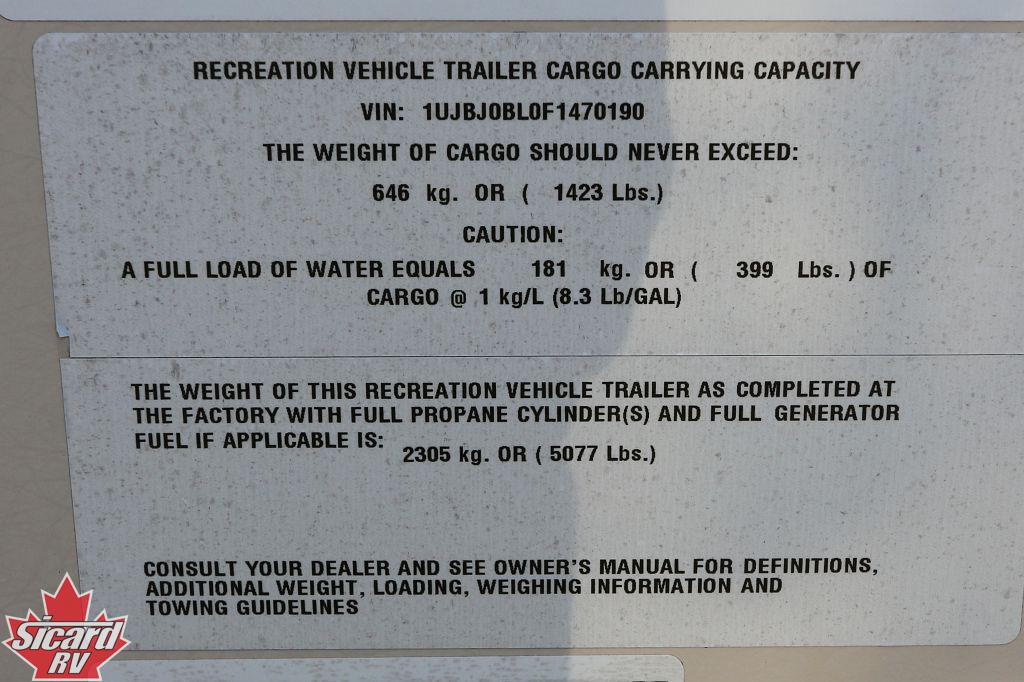 RECREATION VEHICLE TRAILER CARGO CARRYING CAPACITY
VIN: 1UJBJ0BL0F1470190
THE WEIGHT OF CARGO SHOULD NEVER EXCEED:
646 kg. OR ( 1423 Lbs.)
CAUTION:
A FULL LOAD OF WATER EQUALS 181 kg. OR ( 399 Lbs. ) OF
CARGO @ 1 kg/L (8.3 Lb/GAL)
THE WEIGHT OF THIS RECREATION VEHICLE TRAILER AS COMPLETED AT
THE FACTORY WITH FULL PROPANE CYLINDER(S) AND FULL GENERATOR
FUEL IF APPLICABLE IS:
2305 kg. OR ( 5077 Lbs.)
CONSULT YOUR DEALER AND SEE OWNER'S MANUAL FOR DEFINITIONS,
ADDITIONAL WEIGHT, LOADING, WEIGHING INFORMATION AND
TOWING GUIDELINES
Sicard
RV